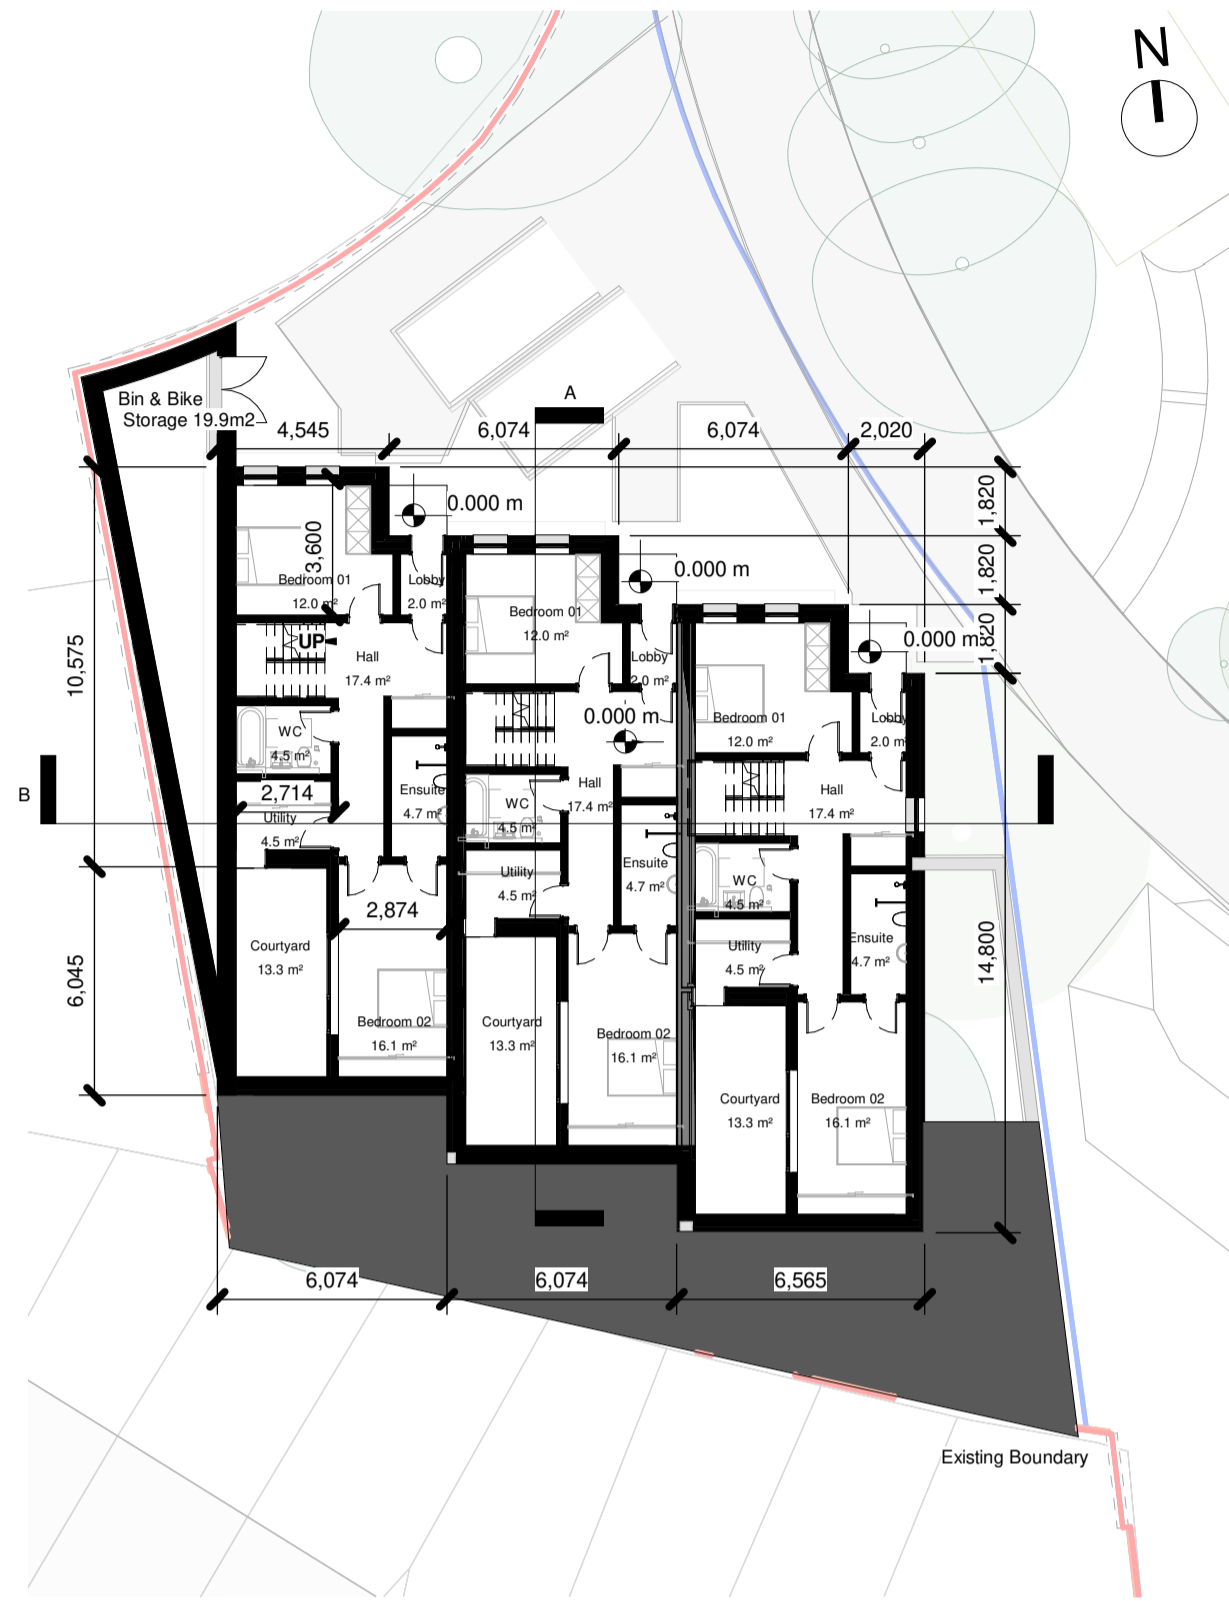 N
Bin & Bike
Storage 19.9m2
A
4,545
6,074
6,074
2,020
1,820
1,820
1,820
0.000 m
0.000 m
0.000 m
0.000 m
3,600
Bedroom 01
12.0 m²
Lobby
2.0 m²
UP
Hall
17.4 m²
WC
4.5 m²
2,714
Utility
4.5 m²
Ensuite
4.7 m²
2,874
Courtyard
13.3 m²
Bedroom 02
16.1 m²
Bedroom 01
12.0 m²
Lobby
2.0 m²
Hall
17.4 m²
WC
4.5 m²
Utility
4.5 m²
Ensuite
4.7 m²
Courtyard
13.3 m²
Bedroom 02
16.1 m²
Bedroom 01
12.0 m²
Lobby
2.0 m²
Hall
17.4 m²
WC
4.5 m²
Utility
4.5 m²
Ensuite
4.7 m²
Courtyard
13.3 m²
Bedroom 02
16.1 m²
10,575
B
6,045
14,800
6,074
6,074
6,565
Existing Boundary